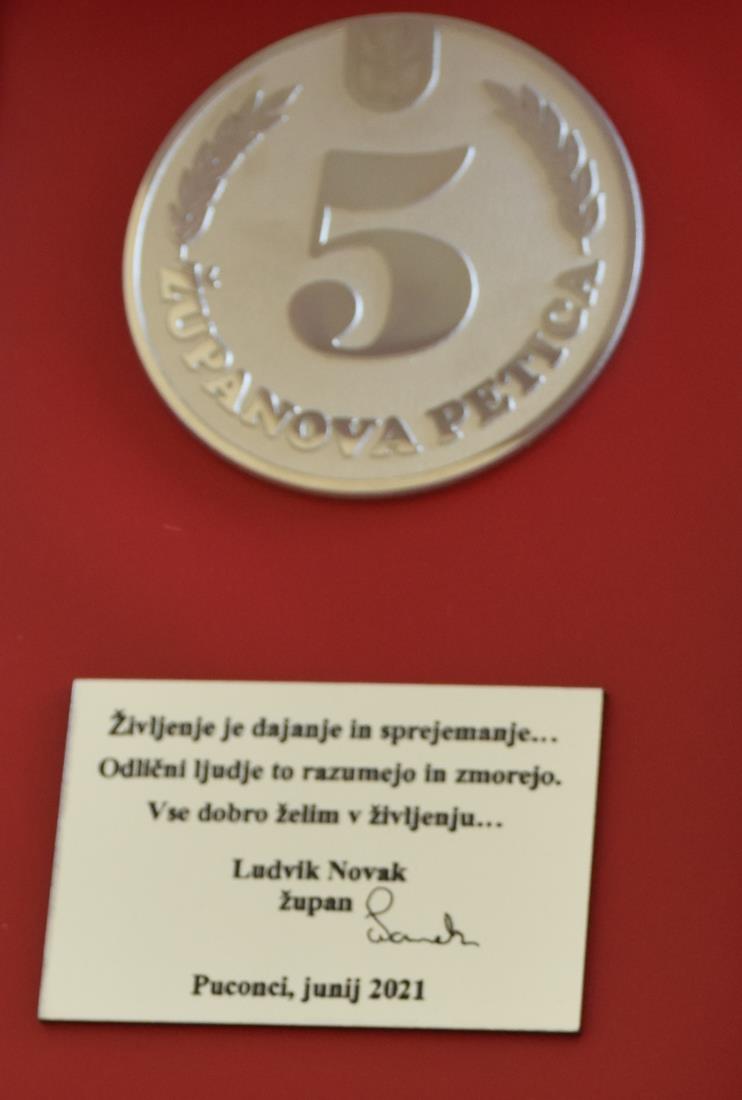 5
ŽUPANOVA PETICA
Življenje je dajanje in sprejemanje...
Odlični ljudje to razumejo in zmorejo.
Vse dobro želim v življenju...
Ludvik Novak
župan
Puconci, junij 2021